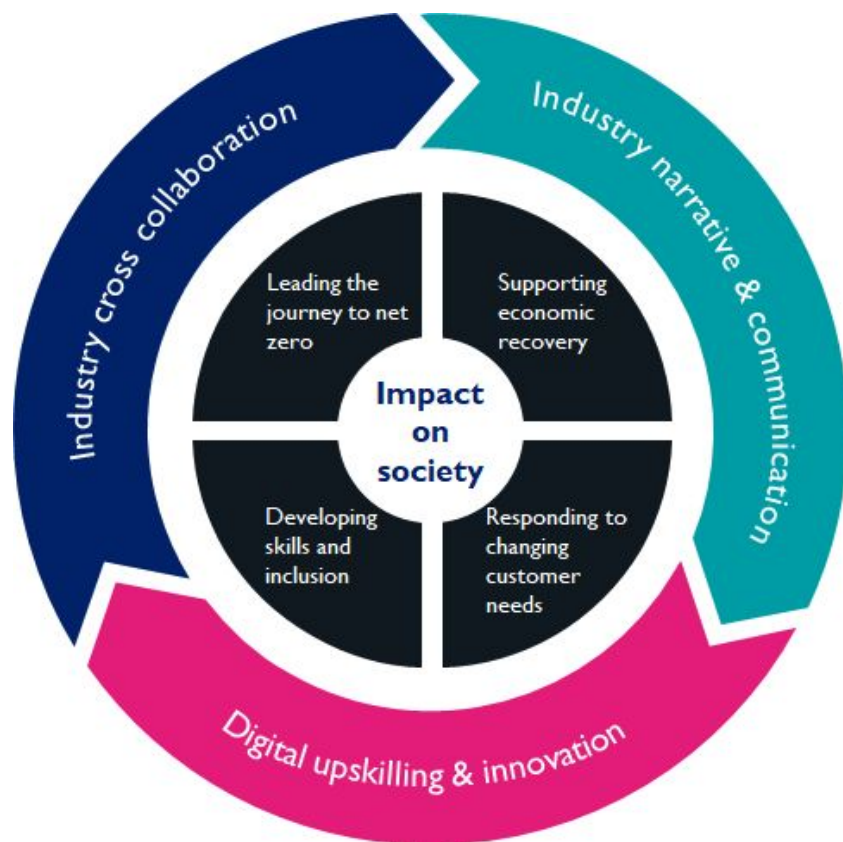 Industry cross collaboration
Industry narrative & communication
Digital upskilling & innovation
Leading the
journey to net
zero
Supporting
economic
recovery
Impact
on
society
Developing
skills and
inclusion
Responding to
changing
customer
needs